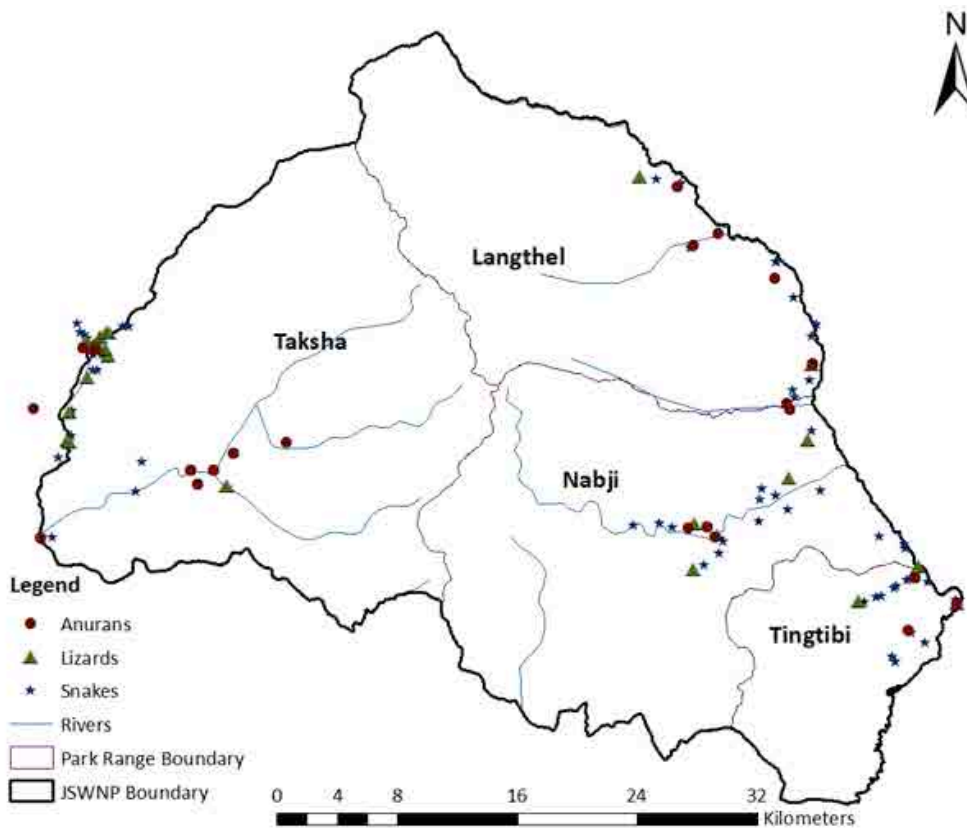 N
Langthel
Taksha
Nabji
Tingtibi
Legend
Anurans
Lizards
Snakes
Rivers
Park Range Boundary
JSWNP Boundary
0 4 8 16 24 32
Kilometers